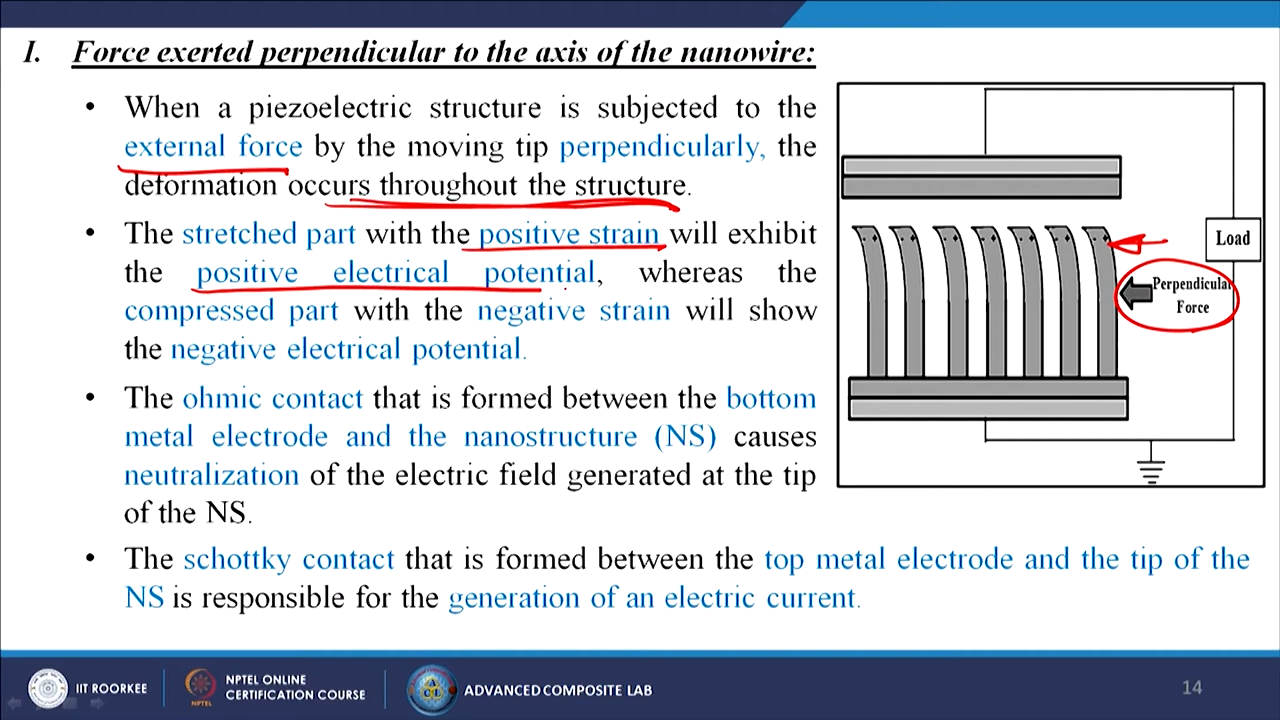 I. Force exerted perpendicular to the axis of the nanowire:
• When a piezoelectric structure is subjected to the
external force by the moving tip perpendicularly, the
deformation occurs throughout the structure.
• The stretched part with the positive strain will exhibit
the positive electrical potential, whereas the
compressed part with the negative strain will show
the negative electrical potential.
• The ohmic contact that is formed between the bottom
metal electrode and the nanostructure (NS) causes
neutralization of the electric field generated at the tip
of the NS.
• The schottky contact that is formed between the top metal electrode and the tip of the
NS is responsible for the generation of an electric current.
Load
Perpendicular
Force
IIT ROORKEE
NPTEL
NPTEL ONLINE
CERTIFICATION COURSE
ADVANCED COMPOSITE LAB
14